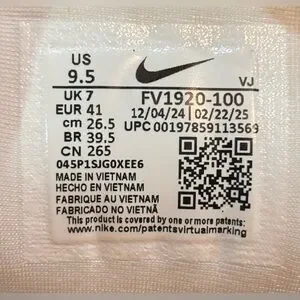 US
9.5
VJ
UK 7
EUR 41
cm 26.5
BR 39.5
CN 265
FV1920-100
12/04/24 02/22/25
UPC 00197859113569
045P1SJG0XEE6
MADE IN VIETNAM
HECHO EN VIETNAM
FABRIQUE AU VIETNAM
FABRICADO NO VIETNÃ
This product is covered by one or more patents:
www.nike.com/patentsvirtualmarking